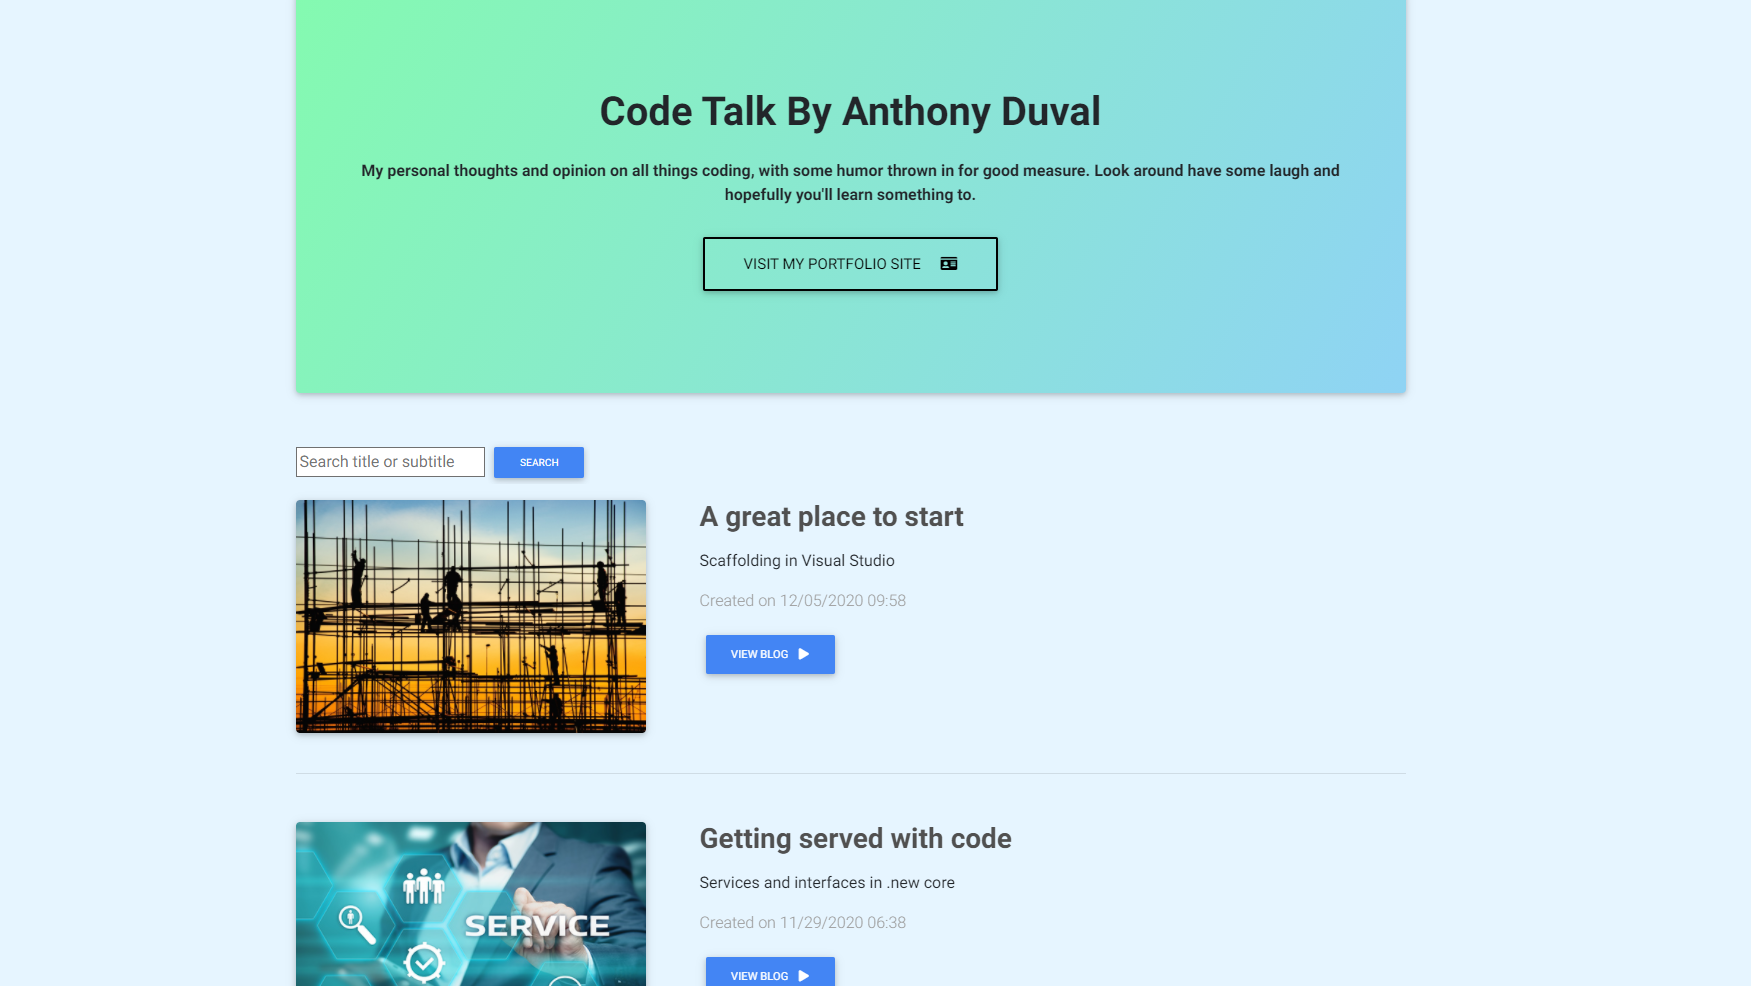 Code Talk By Anthony Duval
My personal thoughts and opinion on all things coding, with some humor thrown in for good measure. Look around have some laugh and
hopefully you'll learn something to.
VISIT MY PORTFOLIO SITE
Search title or subtitle
SEARCH
A great place to start
Scaffolding in Visual Studio
Created on 12/05/2020 09:58
VIEW BLOG
Getting served with code
Services and interfaces in .new core
SERVICE
Created on 11/29/2020 06:38
VIEW BLOG